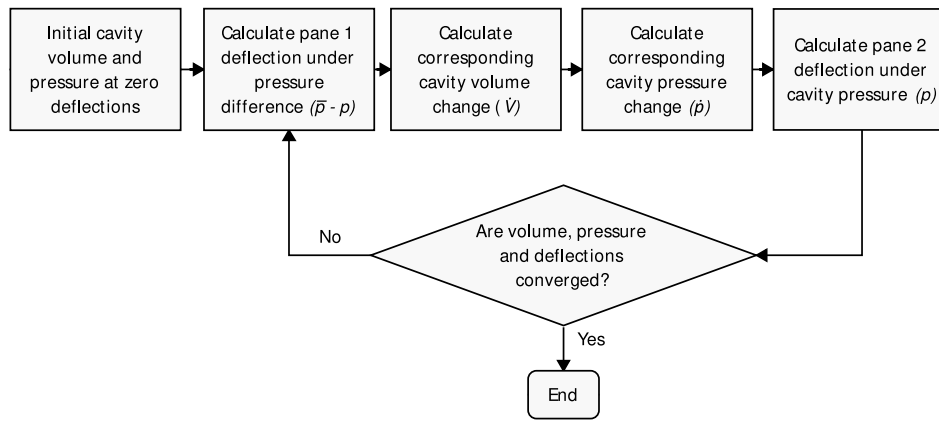 Initial cavity
volume and
pressure at zero
deflections
Calculate pane 1
deflection under
pressure
difference (p̅ - p)
Calculate
corresponding
cavity volume
change ( V̇)
Calculate
corresponding
cavity pressure
change (ṗ)
Calculate pane 2
deflection under
cavity pressure (p)
Are volume, pressure
and deflections
converged?
No
Yes
End